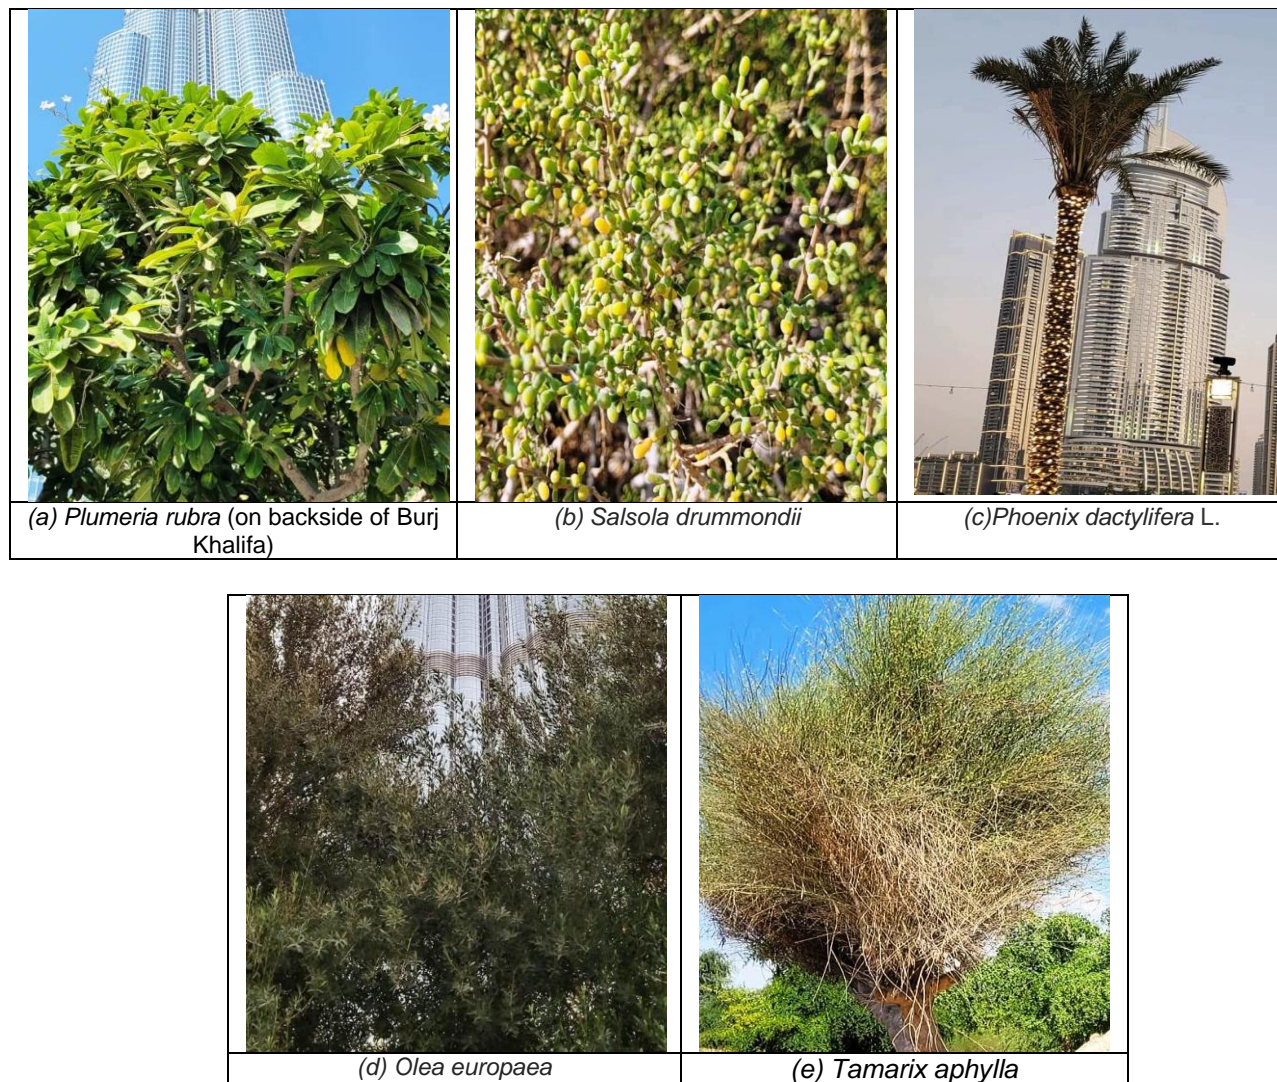 (a) Plumeria rubra (on backside of Burj
Khalifa)
(b) Salsola drummondii
(c)Phoenix dactylifera L.
(d) Olea europaea
(e) Tamarix aphylla